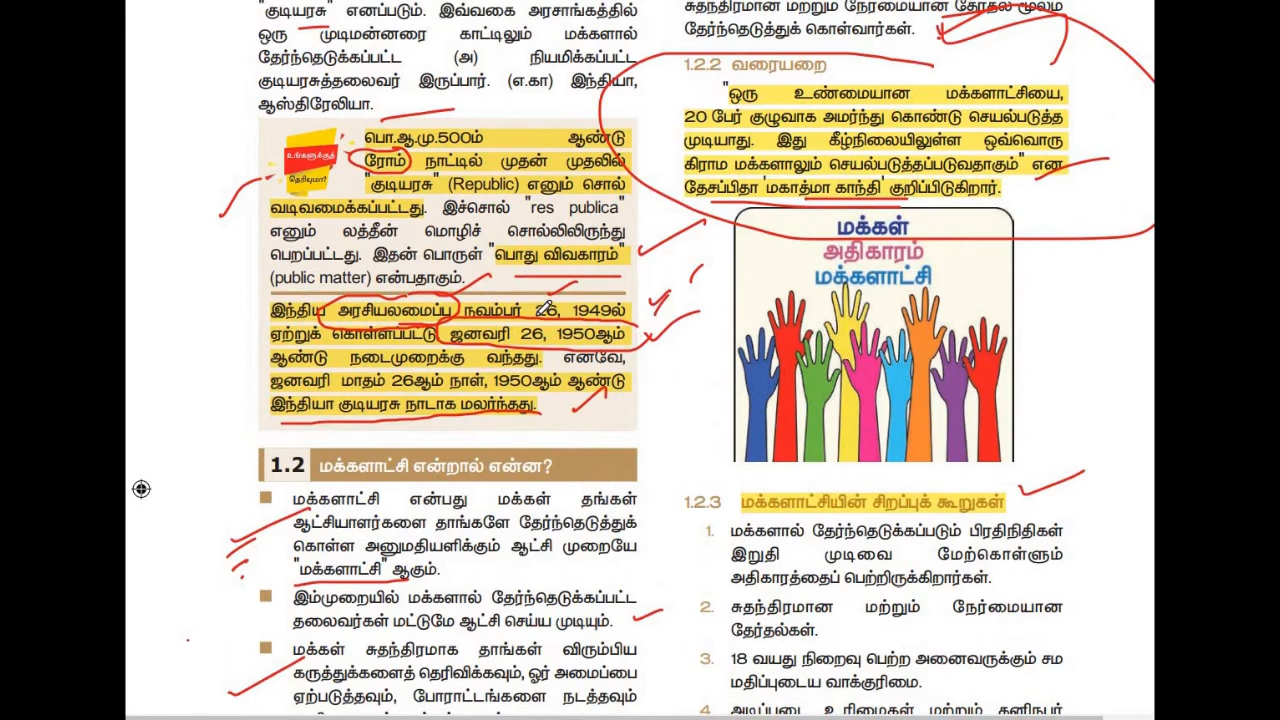 "குடியரசு" எனப்படும். இவ்வகை அரசாங்கத்தில்
ஒரு முடிமன்னரை காட்டிலும் மக்களால்
தேர்ந்தெடுக்கப்பட்ட (அ) நியமிக்கப்பட்ட
குடியரசுத்தலைவர் இருப்பார். (எ.கா) இந்தியா,
ஆஸ்திரேலியா.
உங்களுக்குத்
தெரியுமா?
பொ.ஆ.மு.500ம் ஆண்டு
ரோம் நாட்டில் முதன் முதலில்
"குடியரசு" (Republic) எனும் சொல்
வடிவமைக்கப்பட்டது. இச்சொல் "res publica"
எனும் லத்தீன் மொழிச் சொல்லிலிருந்து
பெறப்பட்டது. இதன் பொருள் "பொது விவகாரம்"
(public matter) என்பதாகும்.
இந்திய அரசியலமைப்பு நவம்பர் 26, 1949ல்
ஏற்றுக் கொள்ளப்பட்டு ஜனவரி 26, 1950ஆம்
ஆண்டு நடைமுறைக்கு வந்தது. எனவே,
ஜனவரி மாதம் 26ஆம் நாள், 1950ஆம் ஆண்டு
இந்தியா குடியரசு நாடாக மலர்ந்தது.
1.2 மக்களாட்சி என்றால் என்ன?
மக்களாட்சி என்பது மக்கள் தங்கள்
ஆட்சியாளர்களை தாங்களே தேர்ந்தெடுத்துக்
கொள்ள அனுமதியளிக்கும் ஆட்சி முறையே
"மக்களாட்சி" ஆகும்.
இம்முறையில் மக்களால் தேர்ந்தெடுக்கப்பட்ட
தலைவர்கள் மட்டுமே ஆட்சி செய்ய முடியும்.
மக்கள் சுதந்திரமாக தாங்கள் விரும்பிய
கருத்துக்களைத் தெரிவிக்கவும், ஓர் அமைப்பை
ஏற்படுத்தவும், போராட்டங்களை நடத்தவும்
சுதந்திரமான மற்றும் நேர்மையான தேர்தல் மூலம்
தேர்ந்தெடுத்துக் கொள்வார்கள்.
1.2.2 வரையறை
"ஒரு உண்மையான மக்களாட்சியை,
20 பேர் குழுவாக அமர்ந்து கொண்டு செயல்படுத்த
முடியாது. இது கீழ்நிலையிலுள்ள ஒவ்வொரு
கிராம மக்களாலும் செயல்படுத்தப்படுவதாகும்" என
தேசப்பிதா 'மகாத்மா காந்தி' குறிப்பிடுகிறார்.
மக்கள்
அதிகாரம்
மக்களாட்சி
1.2.3 மக்களாட்சியின் சிறப்புக் கூறுகள்
1. மக்களால் தேர்ந்தெடுக்கப்படும் பிரதிநிதிகள்
இறுதி முடிவை மேற்கொள்ளும்
அதிகாரத்தைப் பெற்றிருக்கிறார்கள்.
2. சுதந்திரமான மற்றும் நேர்மையான
தேர்தல்கள்.
3. 18 வயது நிறைவு பெற்ற அனைவருக்கும் சம
மதிப்புடைய வாக்குரிமை.
4. அடிப்படை உரிமைகள் மற்றும் தனிநபர்